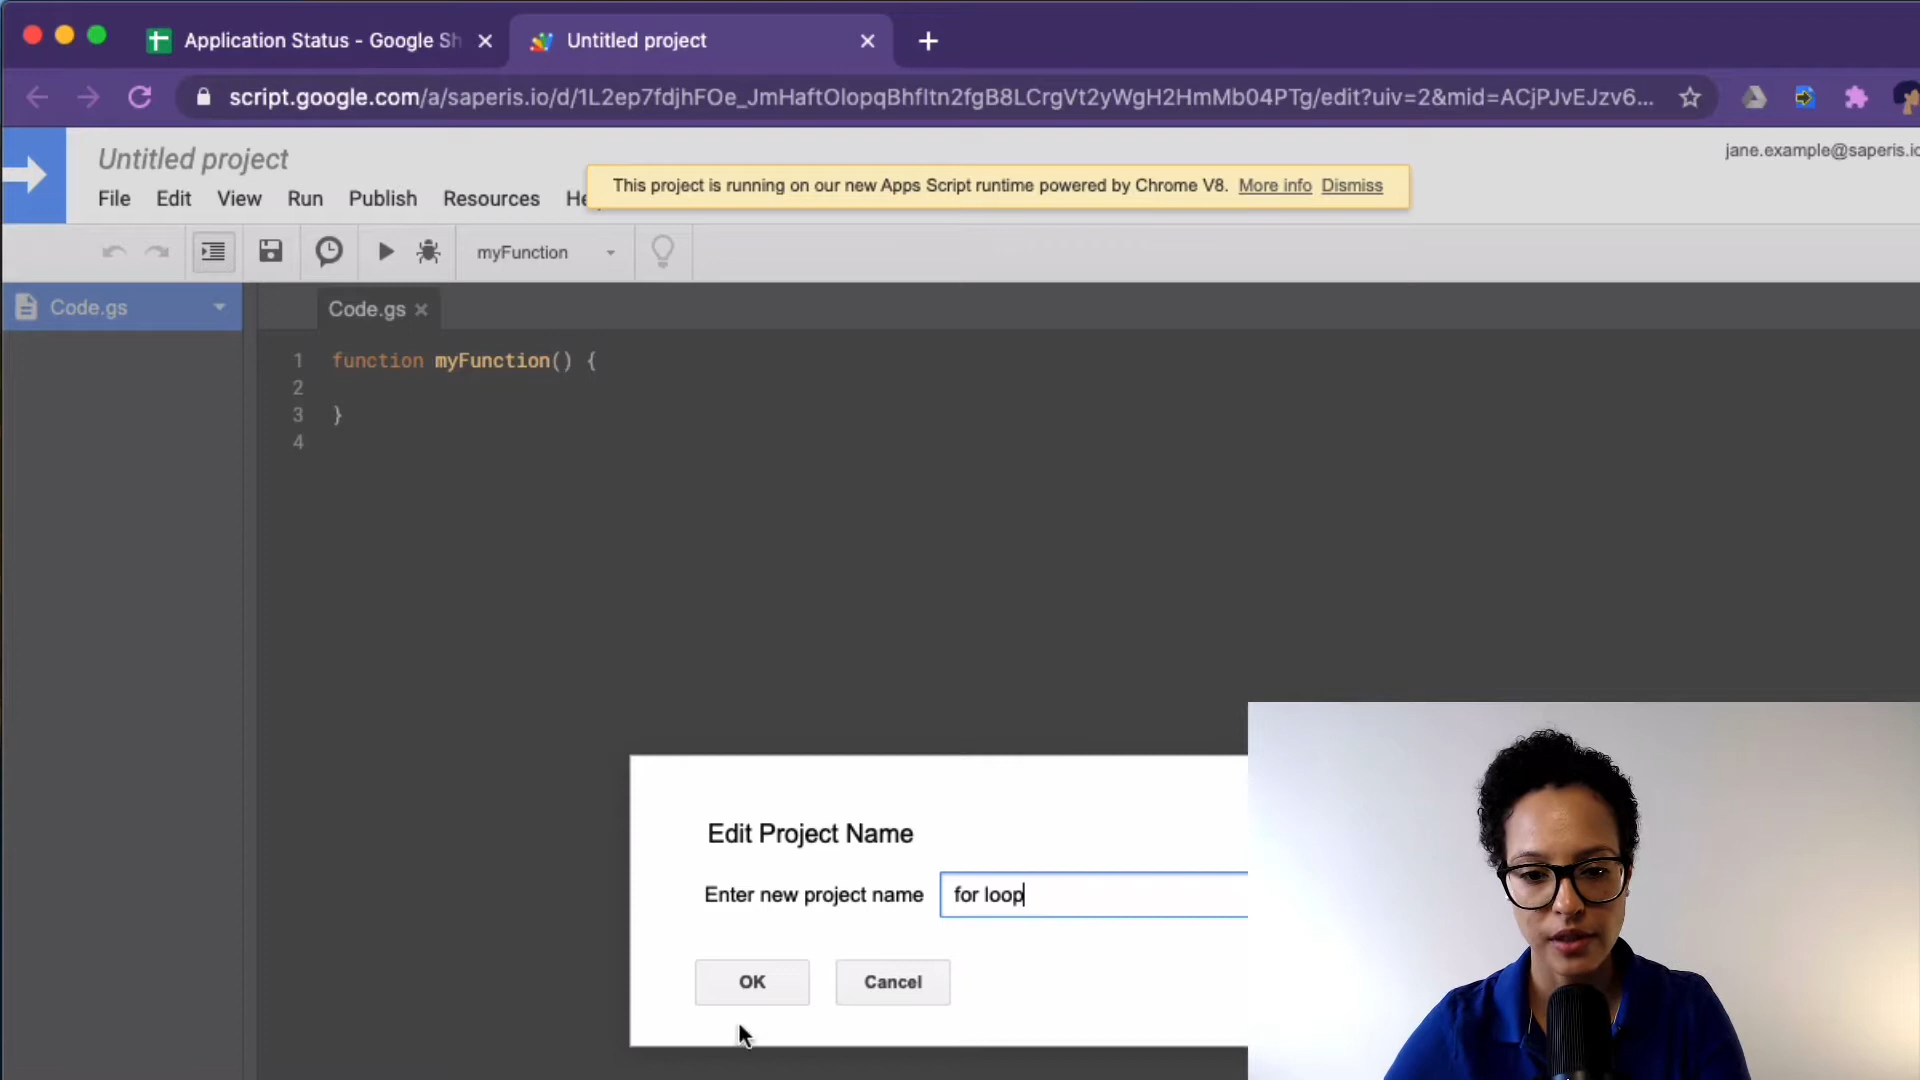 Application Status - Google Sh
Untitled project
script.google.com/a/saperis.io/d/1L2ep7fdjhFOe_JmHaftOlopqBhfItn2fgB8LCrgVt2yWgH2HmMb04PTg/edit?uiv=2&mid=ACjPJvEJzv6...
Untitled project
jane.example@saperis.io
This project is running on our new Apps Script runtime powered by Chrome V8. More info Dismiss
File Edit View Run Publish Resources He
myFunction
Code.gs
Code.gs
1 function myFunction() {
2
3 }
4
Edit Project Name
Enter new project name for loop
OK Cancel